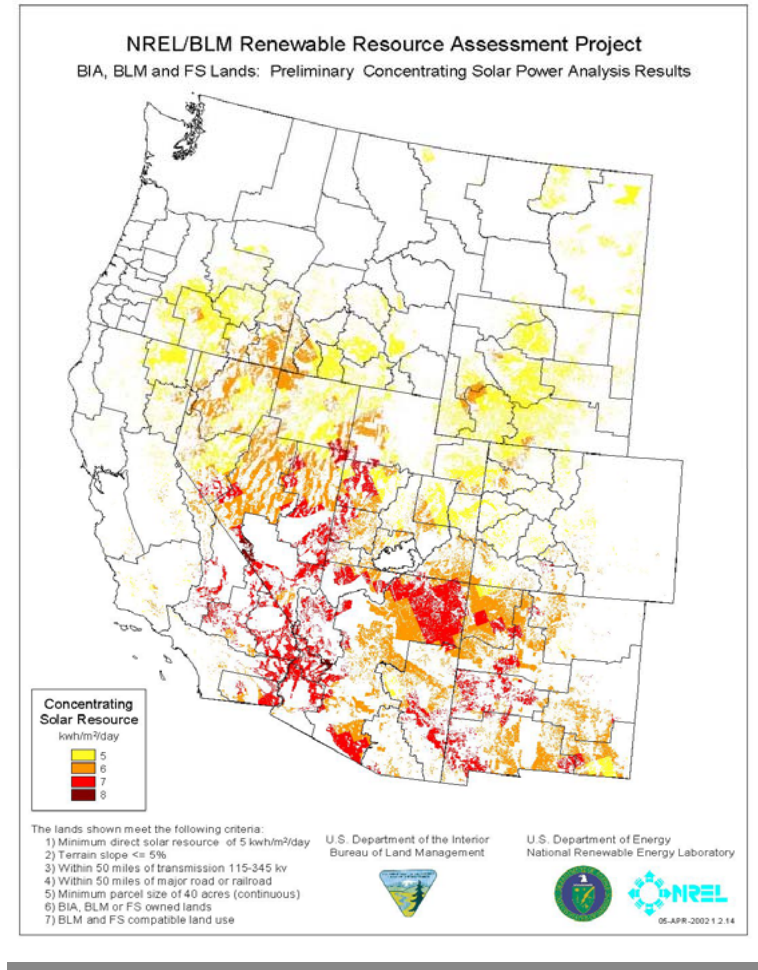 NREL/BLM Renewable Resource Assessment Project
BIA, BLM and FS Lands: Preliminary Concentrating Solar Power Analysis Results
Concentrating
Solar Resource
kwh/m²/day
5
6
7
8
The lands shown meet the following criteria:
1) Minimum direct solar resource of 5 kwh/m²/day
2) Terrain slope <= 5%
3) Within 50 miles of transmission 115-345 kv
4) Within 50 miles of major road or railroad
5) Minimum parcel size of 40 acres (continuous)
6) BIA, BLM or FS owned lands
7) BLM and FS compatible land use
U.S. Department of the Interior
Bureau of Land Management
U.S. Department of Energy
National Renewable Energy Laboratory
NREL
05-APR-2002 1.2.14